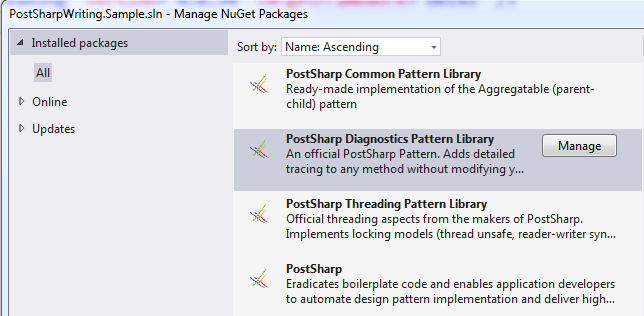 PostSharpWriting.Sample.sln - Manage NuGet Packages
Installed packages
All
Online
Updates
Sort by: Name: Ascending
PostSharp Common Pattern Library
Ready-made implementation of the Aggregatable (parent-
child) pattern
PostSharp Diagnostics Pattern Library
An official PostSharp Pattern. Adds detailed
tracing to any method without modifying y...
Manage
PostSharp Threading Pattern Library
Official threading aspects from the makers of PostSharp.
Implements locking models (thread unsafe, reader-writer syn...
PostSharp
Eradicates boilerplate code and enables application developers
to automate design pattern implementation and deliver high...